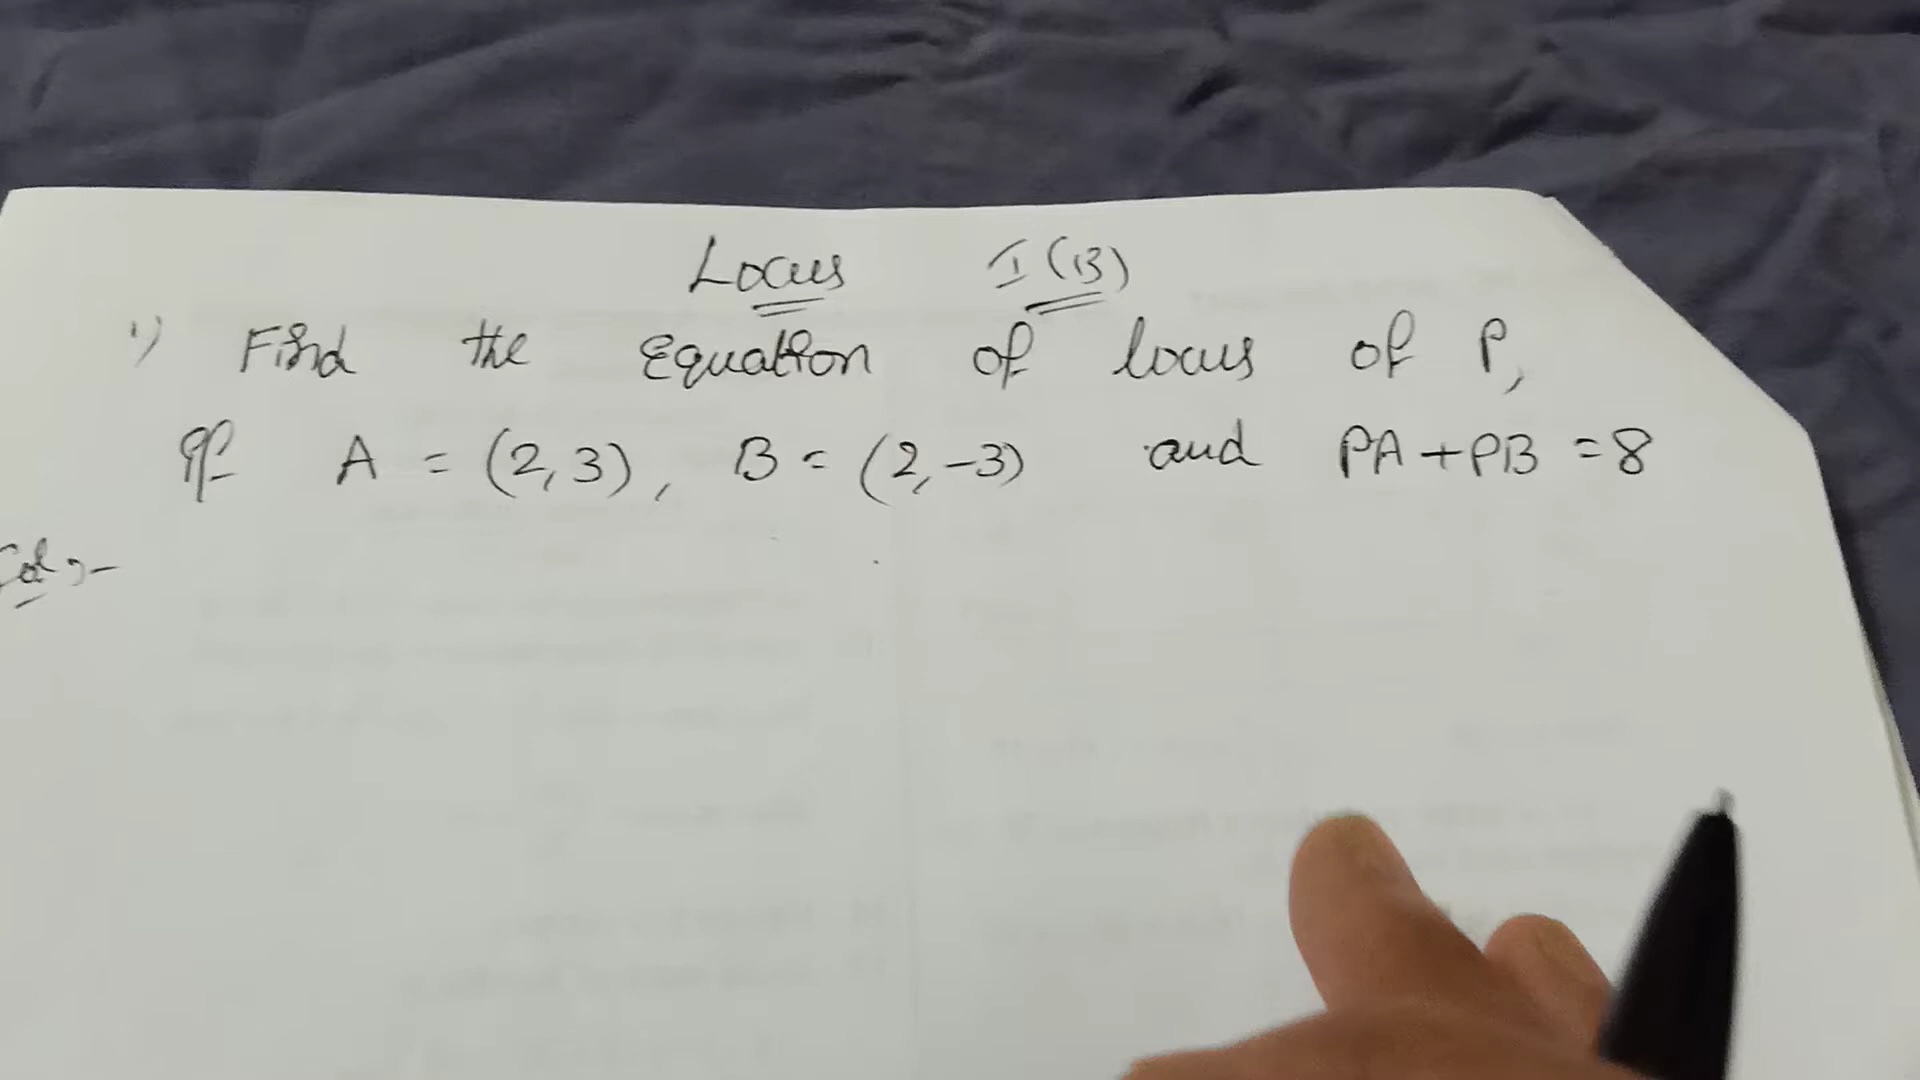 Locus I(B)
1) Find the Equation of locus of P,
if A = (2,3), B = (2,-3) and PA+PB = 8
Sol:-